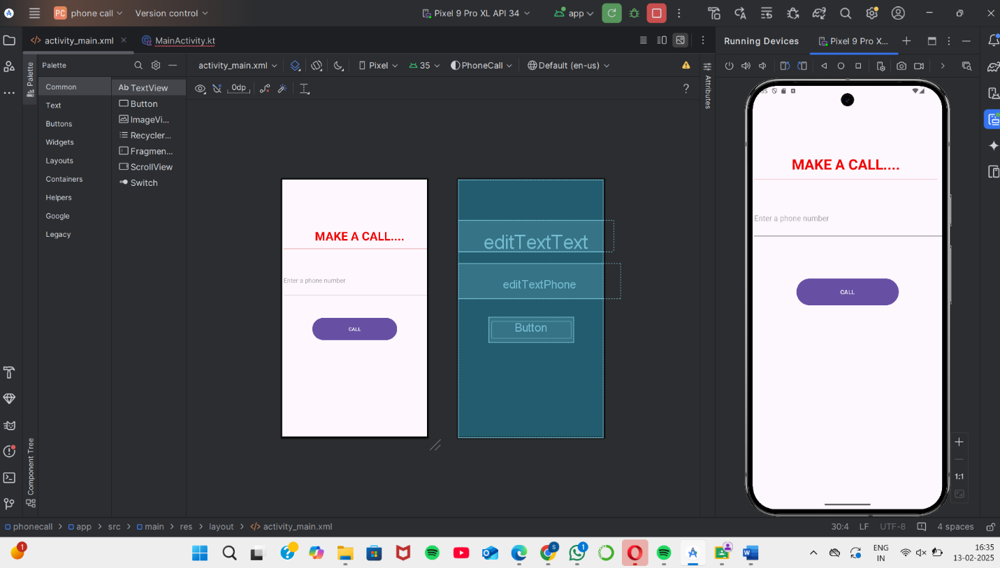 PC phone call Version control Pixel 9 Pro XL API 34 app
activity_main.xml MainActivity.kt Running Devices Pixel 9 Pro X...
Palette activity_main.xml Pixel 35 PhoneCall Default (en-us)
Palette
Common
Text
Buttons
Widgets
Layouts
Containers
Helpers
Google
Legacy
Ab TextView
Button
ImageVi...
Recycler...
Fragmen...
ScrollView
Switch
0dp
Attributes
MAKE A CALL....
Enter a phone number
CALL
editTextText
editTextPhone
Button
MAKE A CALL....
Enter a phone number
CALL
1:1
Component Tree
phonecall > app > src > main > res > layout > activity_main.xml 30:4 LF UTF-8 4 spaces
1
S
1
ENG
IN
16:35
13-02-2025